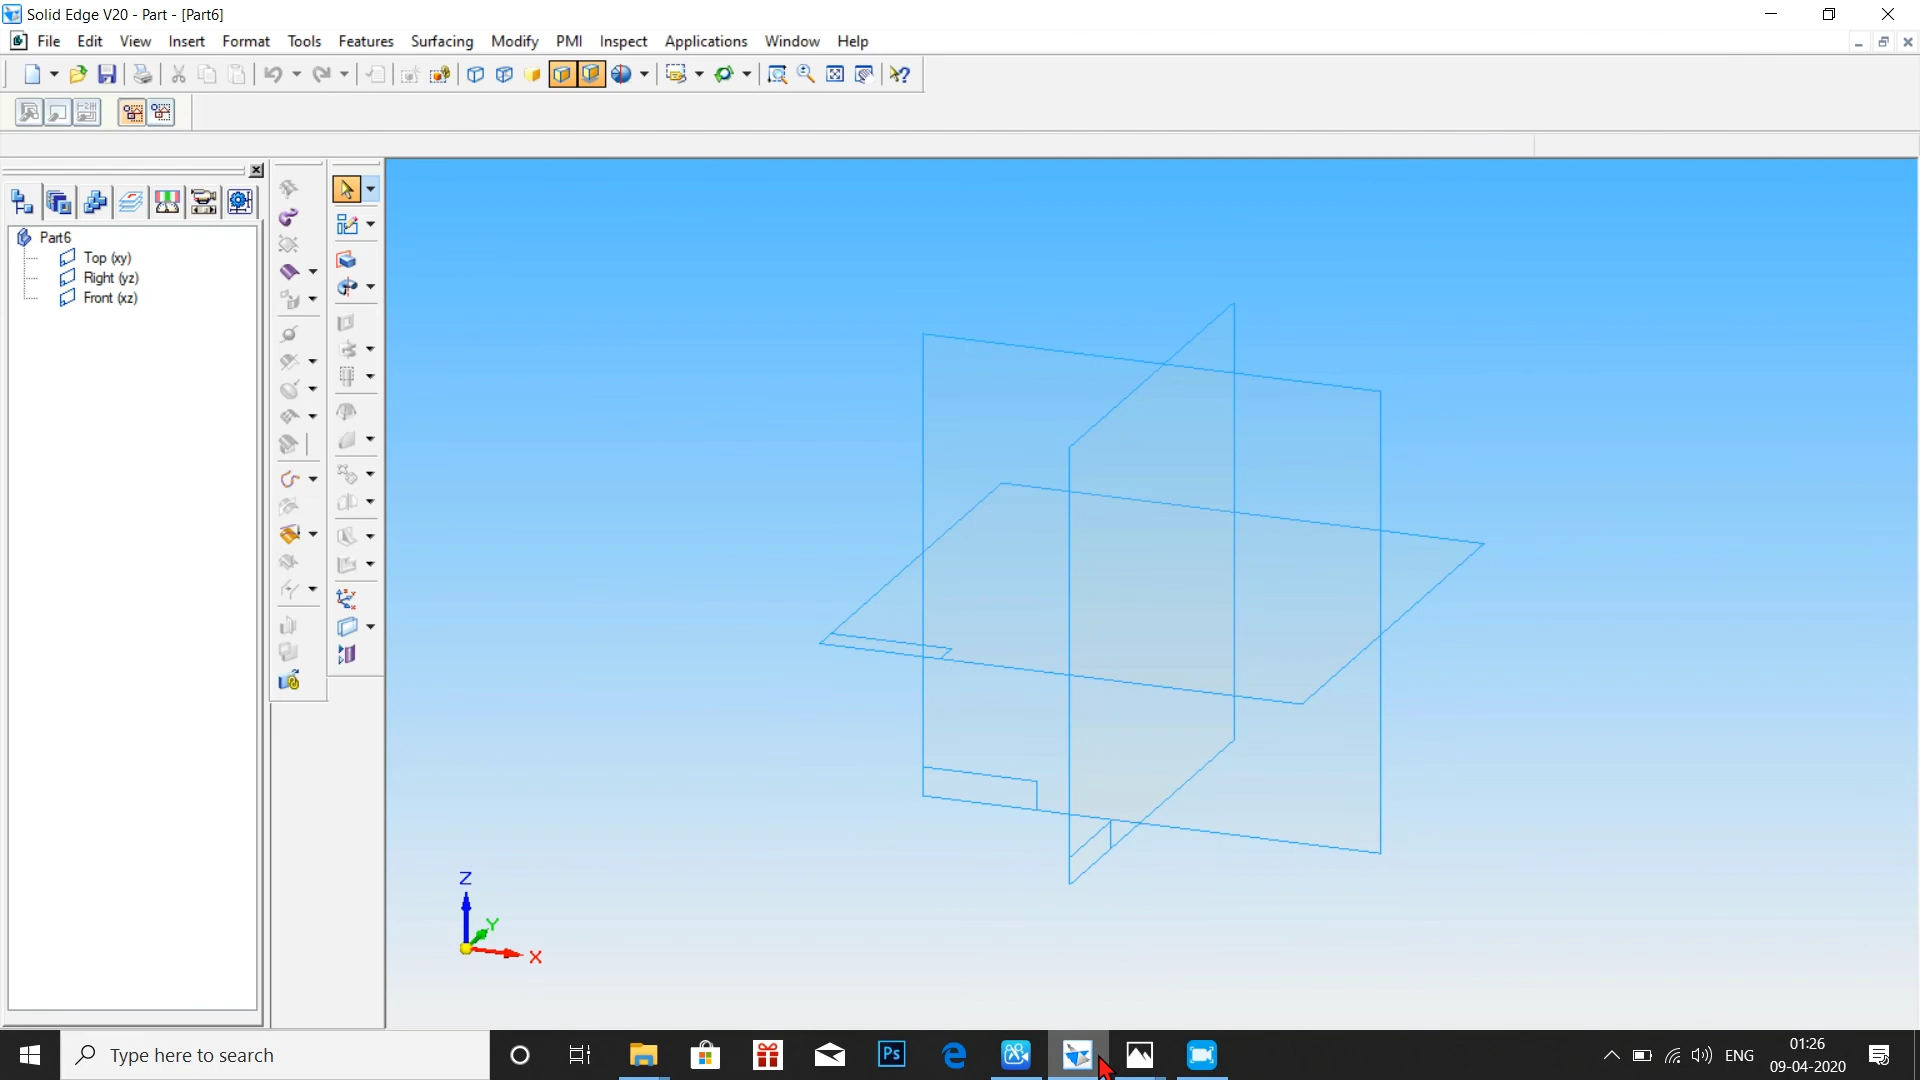 Solid Edge V20 - Part - [Part6]
File Edit View Insert Format Tools Features Surfacing Modify PMI Inspect Applications Window Help
Part6
Top (xy)
Right (yz)
Front (xz)
Z
Y
X
Type here to search
Ps
ENG
01:26
09-04-2020